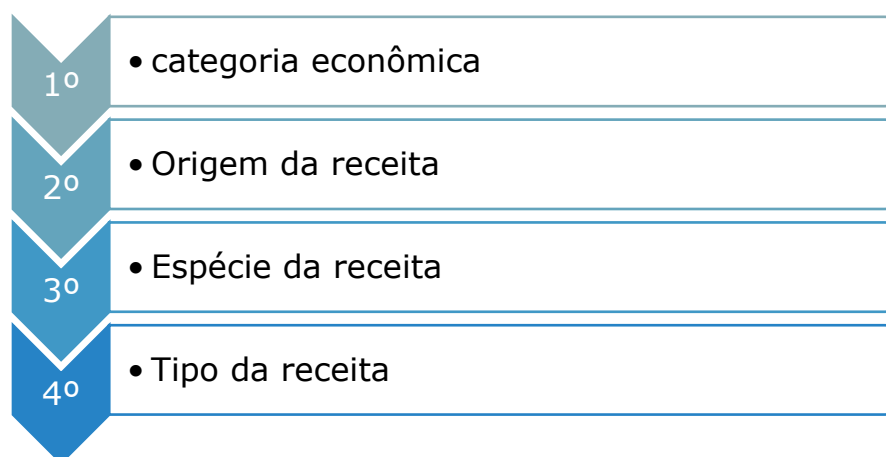 1º
• categoria econômica
2º
• Origem da receita
3º
• Espécie da receita
4º
• Tipo da receita